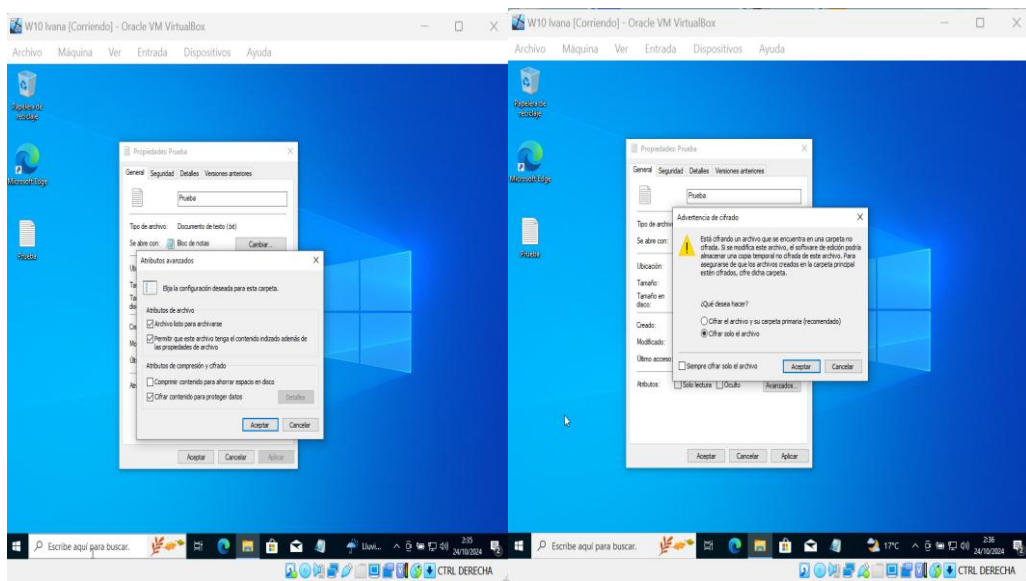 W10 Ivana [Corriendo] - Oracle VM VirtualBox
Archivo Máquina Ver Entrada Dispositivos Ayuda
Papelera de
reciclaje
Microsoft Edge
Prueba
Propiedades: Prueba
General Seguridad Detalles Versiones anteriores
Prueba
Tipo de archivo: Documento de texto (.txt)
Se abre con: Bloc de notas Cambiar...
Atributos avanzados
Elija la configuración deseada para esta carpeta.
Atributos de archivo
Archivo listo para archivarse
Permitir que este archivo tenga el contenido indizado además de
las propiedades de archivo
Atributos de compresión y cifrado
Comprimir contenido para ahorrar espacio en disco
Cifrar contenido para proteger datos Detalles
Aceptar Cancelar
Aceptar Cancelar Aplicar
Escribe aquí para buscar.
Lluvi...
2:35
24/10/2024
CTRL DERECHA
W10 Ivana [Corriendo] - Oracle VM VirtualBox
Archivo Máquina Ver Entrada Dispositivos Ayuda
Papelera de
reciclaje
Microsoft Edge
Prueba
Propiedades: Prueba
General Seguridad Detalles Versiones anteriores
Prueba
Tipo de archivo
Se abre con:
Ubicación:
Tamaño:
Tamaño en
disco:
Creado:
Modificado:
Último acceso
Atributos: Solo lectura Oculto Avanzados...
Advertencia de cifrado
Está cifrando un archivo que se encuentra en una carpeta no
cifrada. Si se modifica este archivo, el software de edición podría
almacenar una copia temporal no cifrada de este archivo. Para
asegurarse de que los archivos creados en la carpeta principal
estén cifrados, cifre dicha carpeta.
¿Qué desea hacer?
Cifrar el archivo y su carpeta primaria (recomendado)
Cifrar solo el archivo
Siempre cifrar solo el archivo Aceptar Cancelar
Aceptar Cancelar Aplicar
Escribe aquí para buscar.
17°C
2:36
24/10/2024
CTRL DERECHA